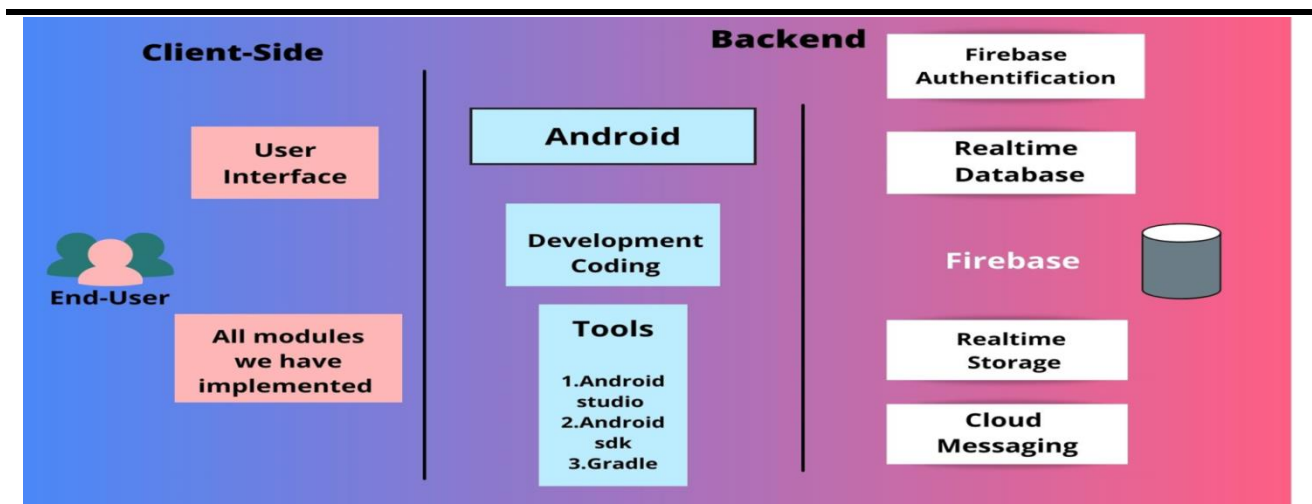 Client-Side
User
Interface
End-User
All modules
we have
implemented
Backend
Android
Development
Coding
Tools
1.Android
studio
2.Android
sdk
3.Gradle
Firebase
Authentification
Realtime
Database
Firebase
Realtime
Storage
Cloud
Messaging